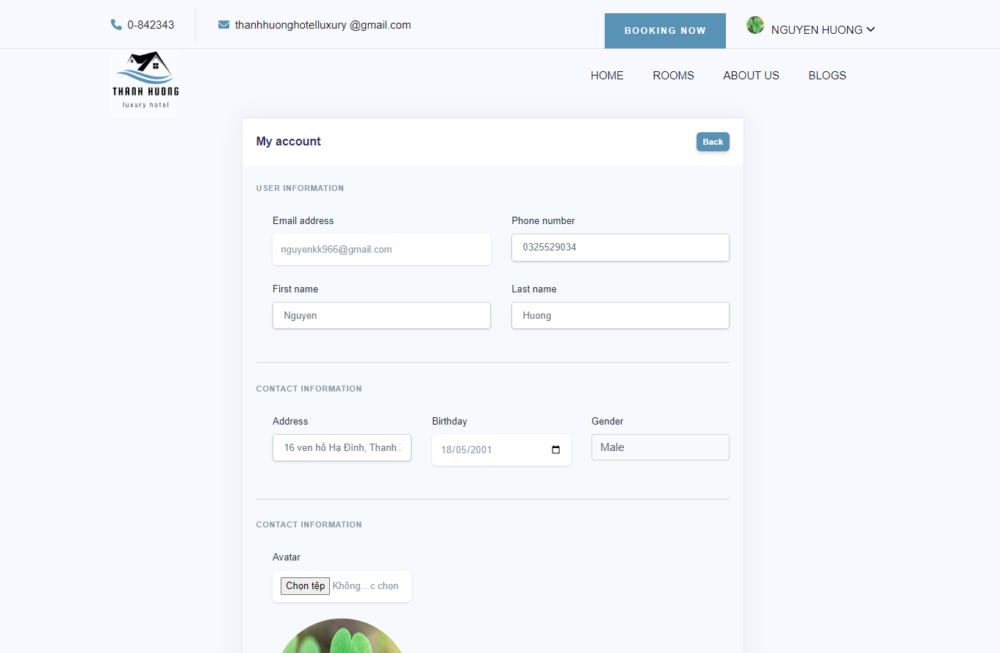 0-842343
thanhhuonghotelluxury @gmail.com
BOOKING NOW
NGUYEN HUONG
THANH HUONG
luxury hotel
HOME
ROOMS
ABOUT US
BLOGS
My account
Back
USER INFORMATION
Email address
Phone number
nguyenkk966@gmail.com
0325529034
First name
Last name
Nguyen
Huong
CONTACT INFORMATION
Address
Birthday
Gender
16 ven hồ Hạ Đình, Thanh
18/05/2001
Male
CONTACT INFORMATION
Avatar
Chọn tệp
Không...c chọn